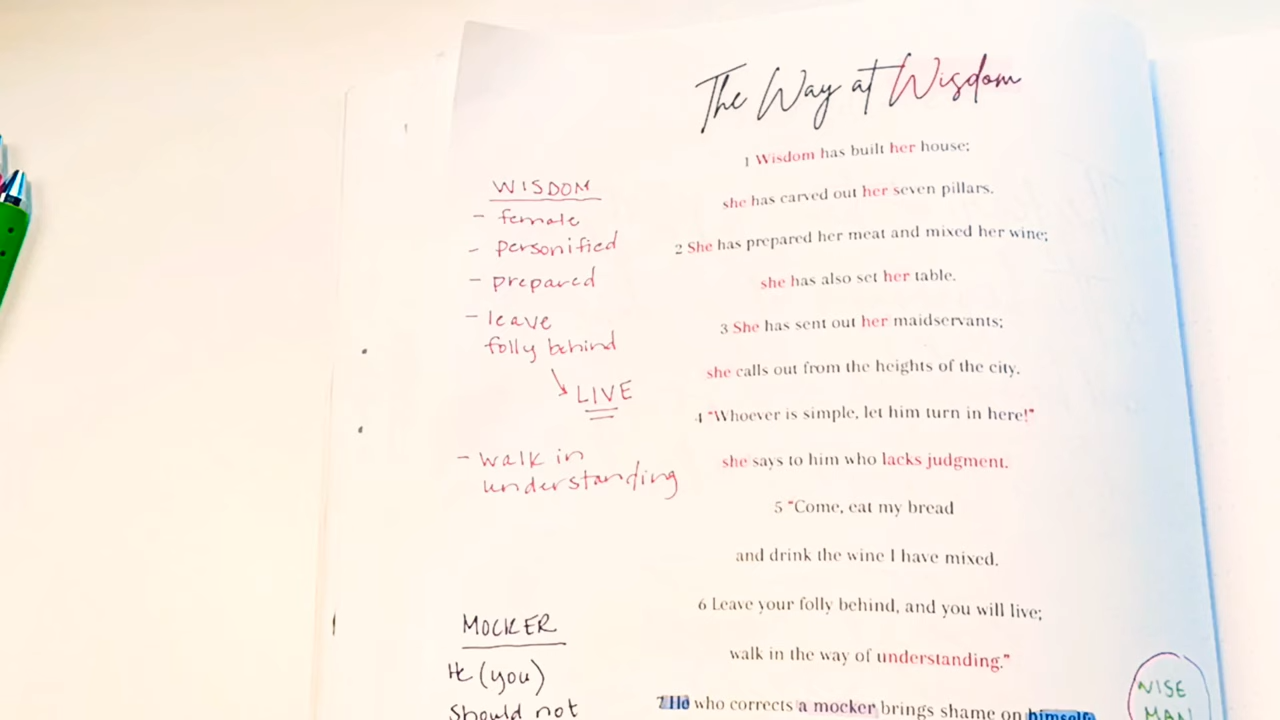 The Way at Wisdom
1 Wisdom has built her house;
she has carved out her seven pillars.
2 She has prepared her meat and mixed her wine;
she has also set her table.
3 She has sent out her maidservants;
she calls out from the heights of the city.
4 "Whoever is simple, let him turn in here!"
she says to him who lacks judgment.
5 "Come, eat my bread
and drink the wine I have mixed.
6 Leave your folly behind, and you will live;
walk in the way of understanding."
7 He who corrects a mocker brings shame on himself;
WISDOM
- female
- personified
- prepared
- leave
folly behind
LIVE
- walk in
understanding
MOCKER
He (you)
Should not
WISE
MAN